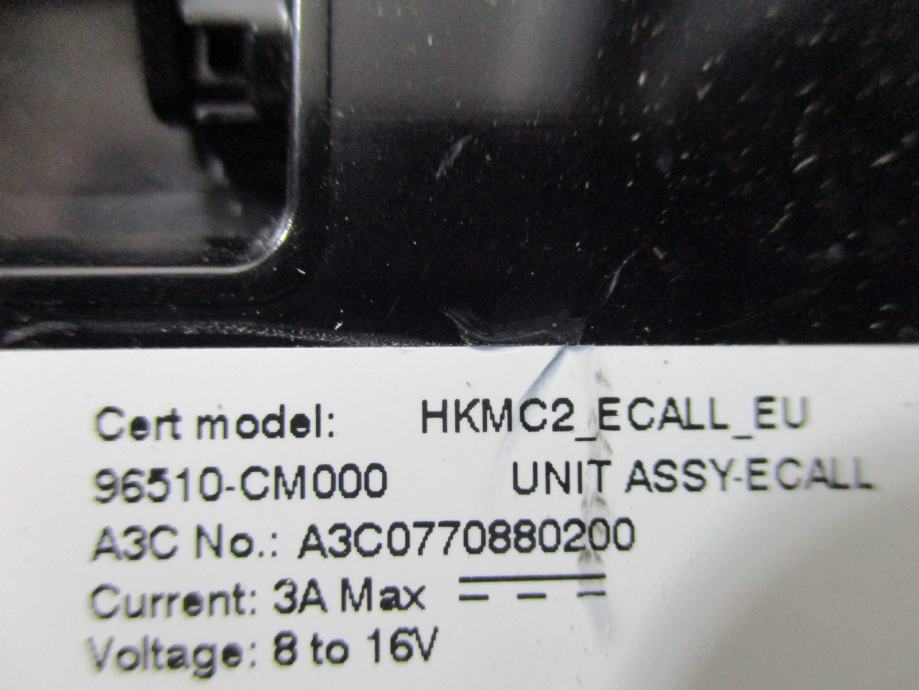 Cert model: HKMC2_ECALL_EU
96510-CM000 UNIT ASSY-ECALL
A3C No.: A3C0770880200
Current: 3A Max
Voltage: 8 to 16V